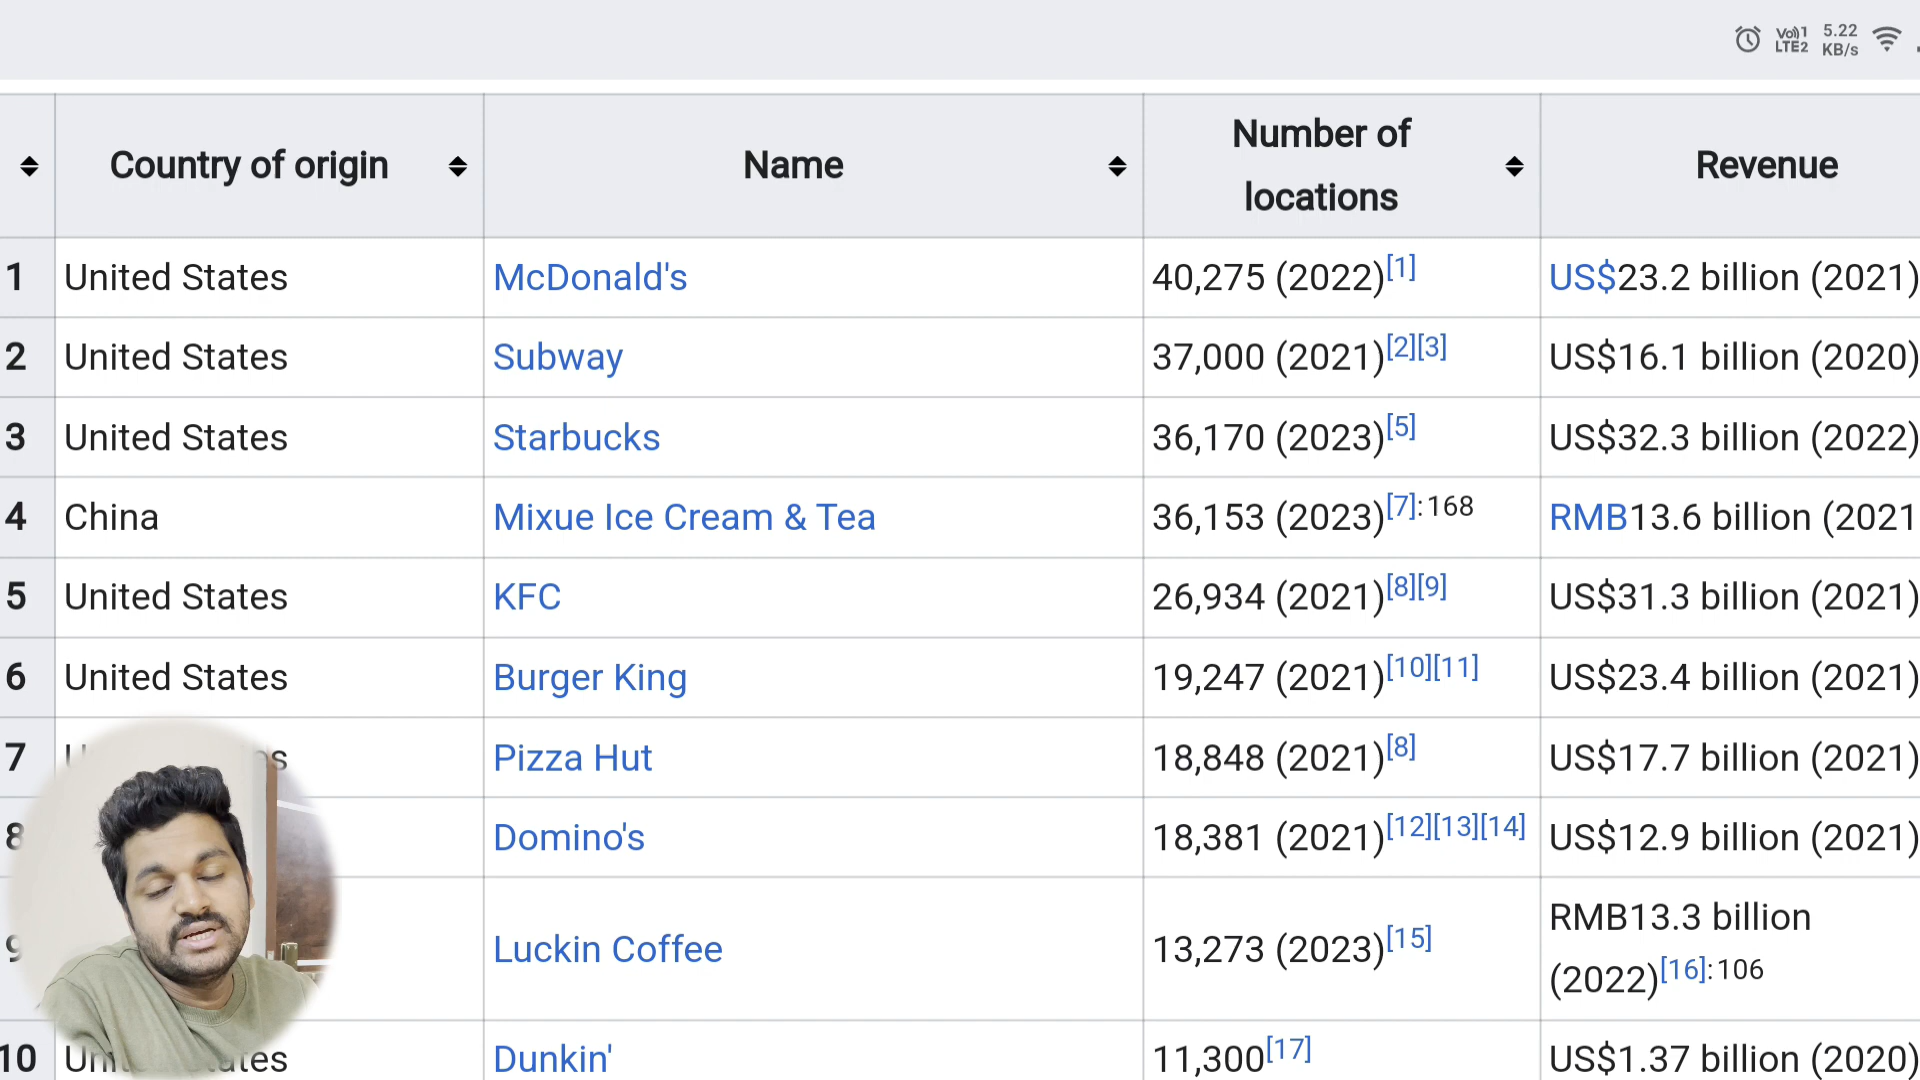 Vo))1 5.22
LTE2 KB/s
Country of origin Name Number of locations Revenue
1 United States McDonald's 40,275 (2022)[1] US$23.2 billion (2021)
2 United States Subway 37,000 (2021)[2][3] US$16.1 billion (2020)
3 United States Starbucks 36,170 (2023)[5] US$32.3 billion (2022)
4 China Mixue Ice Cream & Tea 36,153 (2023)[7]:168 RMB13.6 billion (2021
5 United States KFC 26,934 (2021)[8][9] US$31.3 billion (2021)
6 United States Burger King 19,247 (2021)[10][11] US$23.4 billion (2021)
7 Pizza Hut 18,848 (2021)[8] US$17.7 billion (2021)
8 Domino's 18,381 (2021)[12][13][14] US$12.9 billion (2021)
9 Luckin Coffee 13,273 (2023)[15] RMB13.3 billion
(2022)[16]:106
10 Dunkin' 11,300[17] US$1.37 billion (2020)